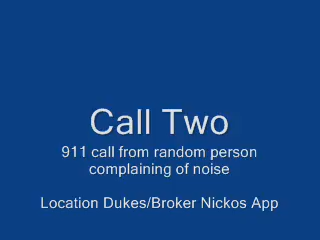 Call Two
911 call from random person
complaining of noise
Location Dukes/Broker Nickos App